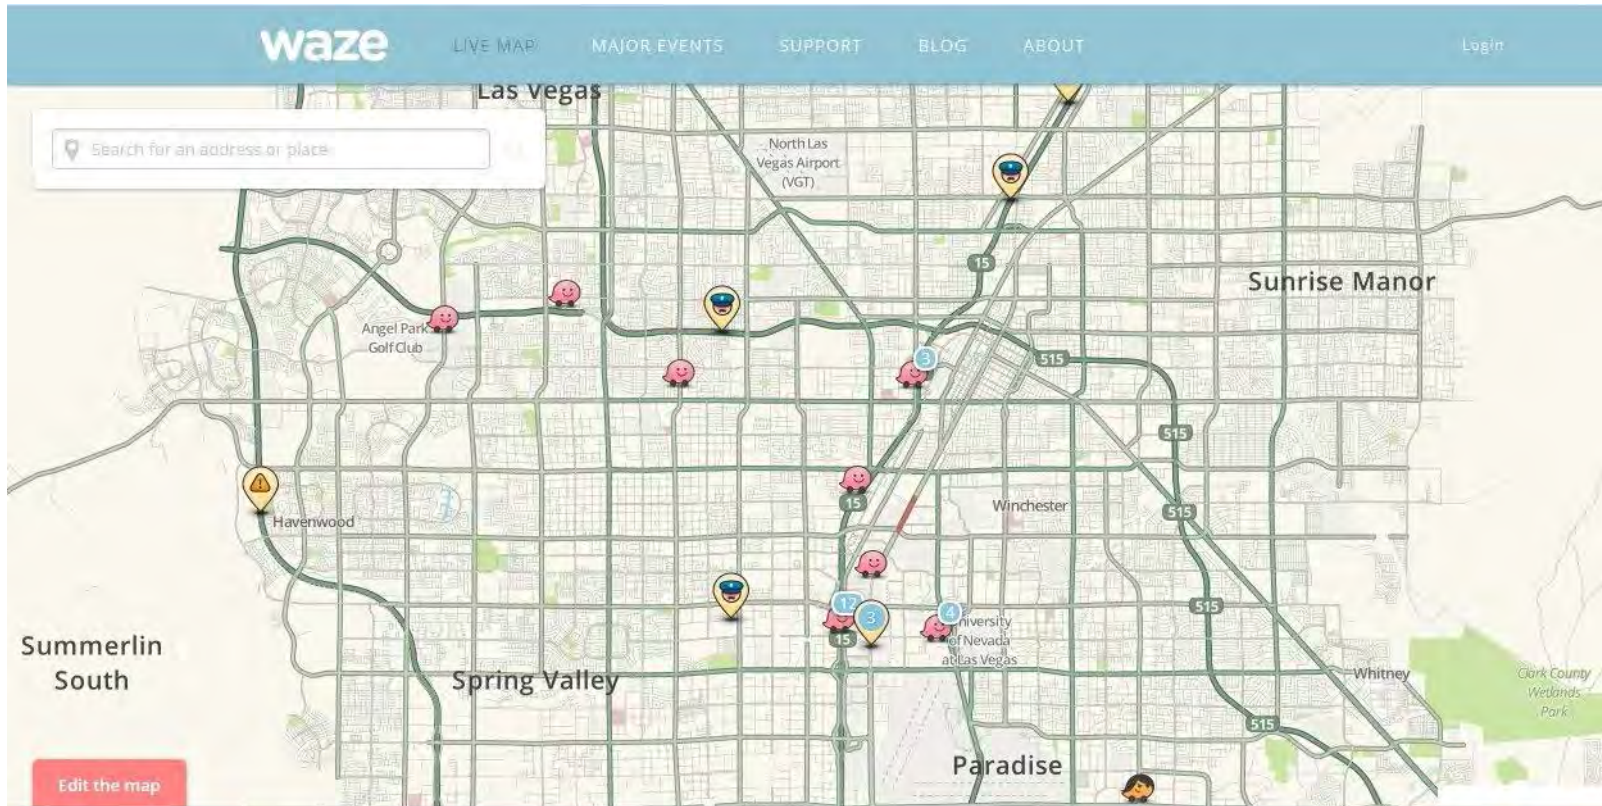 waze
LIVE MAP
MAJOR EVENTS
SUPPORT
BLOG
ABOUT
Login
Las Vegas
Search for an address or place
North Las
Vegas Airport
(VGT)
15
Sunrise Manor
Angel Park
Golf Club
3
515
515
Havenwood
15
Winchester
515
12
3
4
515
University
of Nevada
at Las Vegas
15
Summerlin
South
Spring Valley
Whitney
Clark County
Wetlands
Park
515
Paradise
Edit the map